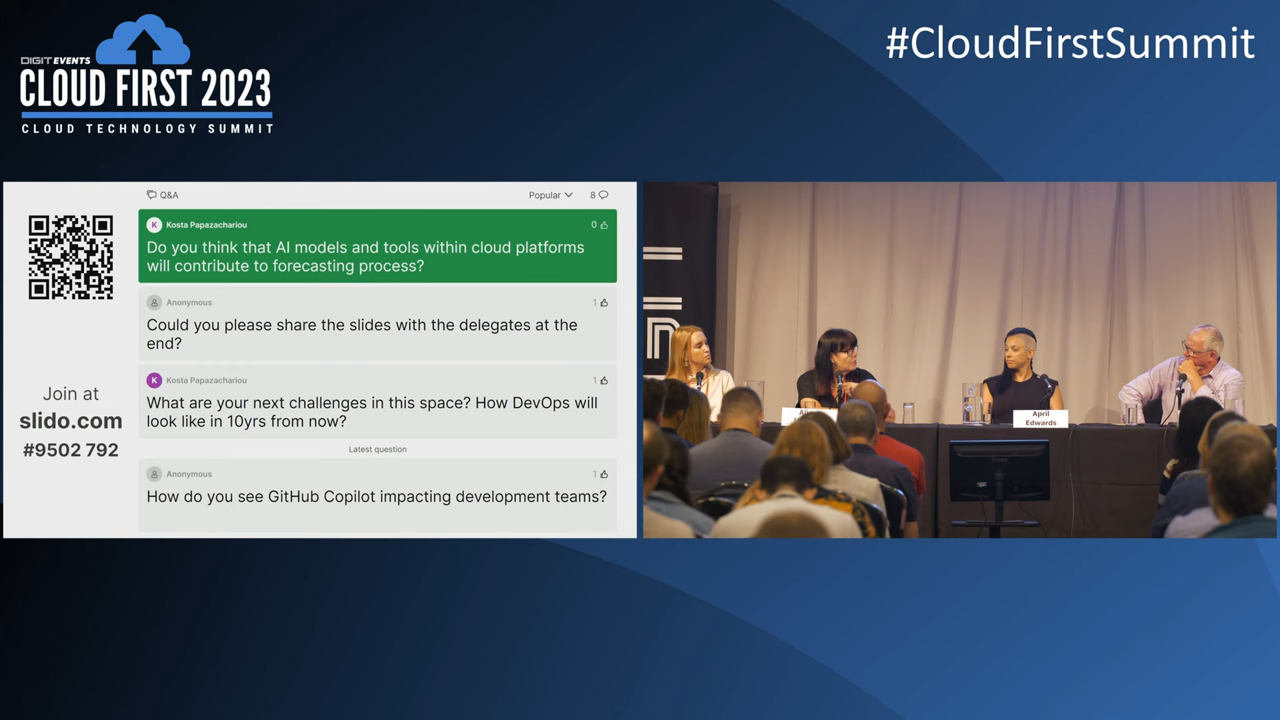 DIGIT EVENTS
CLOUD FIRST 2023
CLOUD TECHNOLOGY SUMMIT
#CloudFirstSummit
Q&A
Popular
8
K
Kosta Papazachariou
0
Do you think that AI models and tools within cloud platforms
will contribute to forecasting process?
Anonymous
1
Could you please share the slides with the delegates at the
end?
K
Kosta Papazachariou
1
What are your next challenges in this space? How DevOps will
look like in 10yrs from now?
Latest question
Anonymous
1
How do you see GitHub Copilot impacting development teams?
Join at
slido.com
#9502 792
April
Edwards